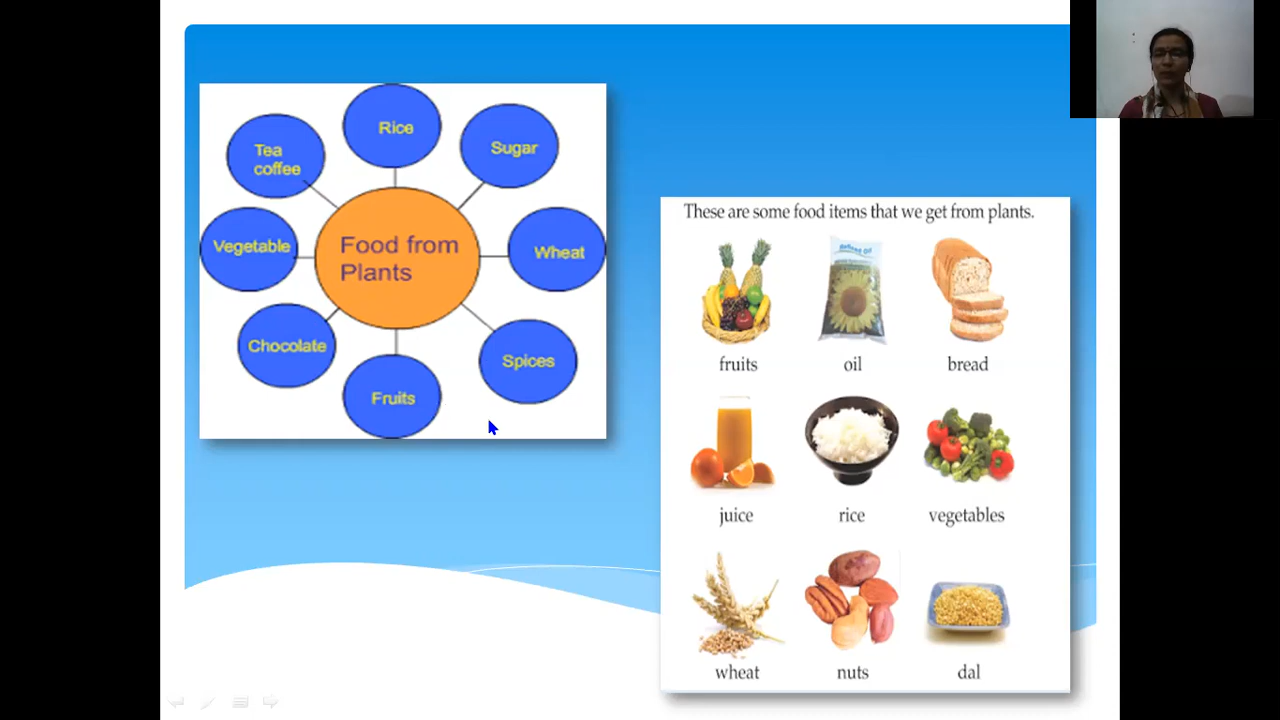 Rice
Sugar
Tea
coffee
Vegetable
Food from
Plants
Wheat
Chocolate
Spices
Fruits
These are some food items that we get from plants.
fruits
oil
bread
juice
rice
vegetables
wheat
nuts
dal